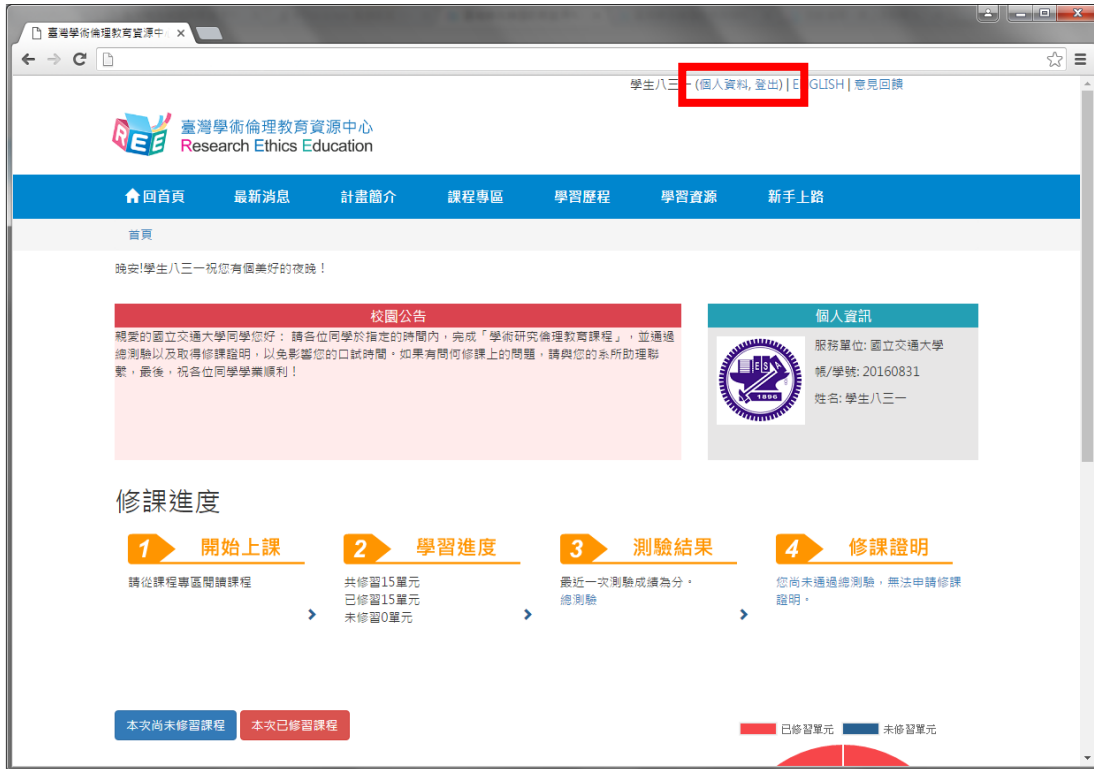 臺灣學術倫理教育資源中
學生八三一 (個人資料, 登出) | ENGLISH | 意見回饋
REE
臺灣學術倫理教育資源中心
Research Ethics Education
回首頁 最新消息 計畫簡介 課程專區 學習歷程 學習資源 新手上路
首頁
晚安!學生八三一祝您有個美好的夜晚！
校園公告
親愛的國立交通大學同學您好： 請各位同學於指定的時間內，完成「學術研究倫理教育課程」，並通過
總測驗以及取得修課證明，以免影響您的口試時間。如果有問何修課上的問題，請與您的系所助理聯
繫，最後，祝各位同學學業順利！
個人資訊
ESA
1896
服務單位: 國立交通大學
帳/學號: 20160831
姓名: 學生八三一
修課進度
1 開始上課
請從課程專區閱讀課程
2 學習進度
共修習15單元
已修習15單元
未修習0單元
3 測驗結果
最近一次測驗成績為分。
總測驗
4 修課證明
您尚未通過總測驗，無法申請修課
證明。
本次尚未修習課程 本次已修習課程
已修習單元 未修習單元